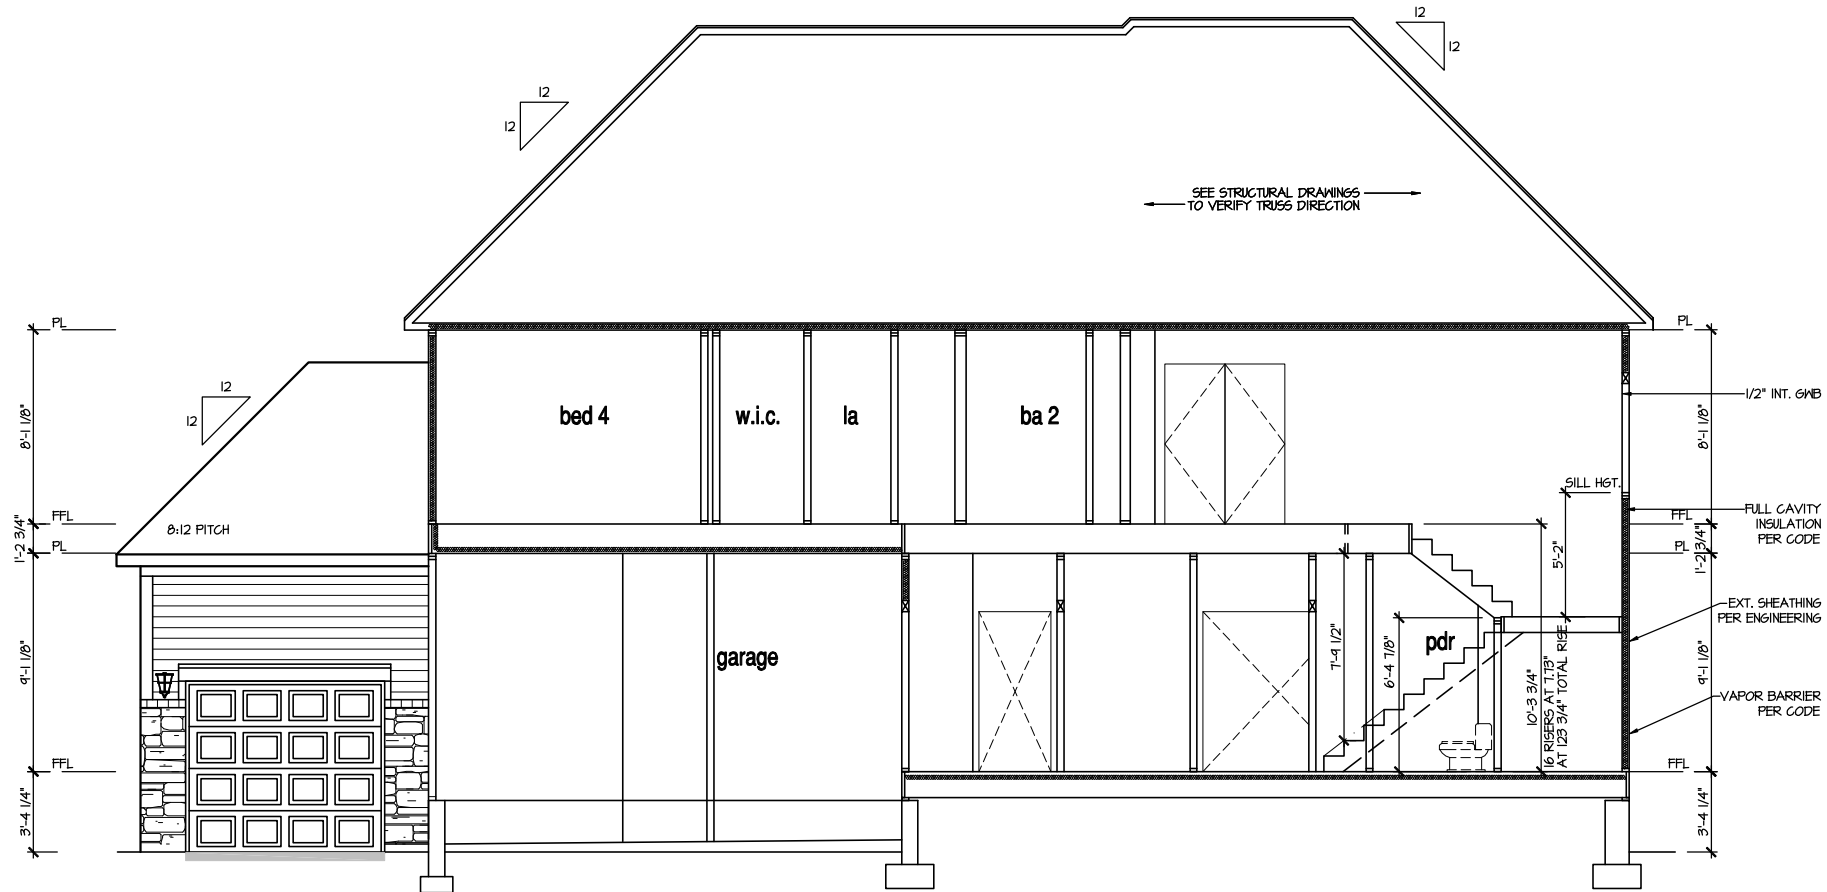 12
12
12
12
SEE STRUCTURAL DRAWINGS
TO VERIFY TRUSS DIRECTION
PL
PL
12
12
8'-1 1/8"
8'-1 1/8"
1/2" INT. GWB
bed 4
w.i.c.
la
ba 2
SILL HGT.
FFL
8:12 PITCH
FFL
FULL CAVITY
INSULATION
PER CODE
1'-2 3/4"
1'-2 3/4"
PL
PL
5'-2"
EXT. SHEATHING
PER ENGINEERING
9'-1 1/8"
garage
7'-9 1/2"
6'-4 7/8"
pdr
10'-3 3/4"
16 RISERS AT 7.73"
AT 123 3/4" TOTAL RISE
9'-1 1/8"
VAPOR BARRIER
PER CODE
FFL
FFL
3'-4 1/4"
3'-4 1/4"